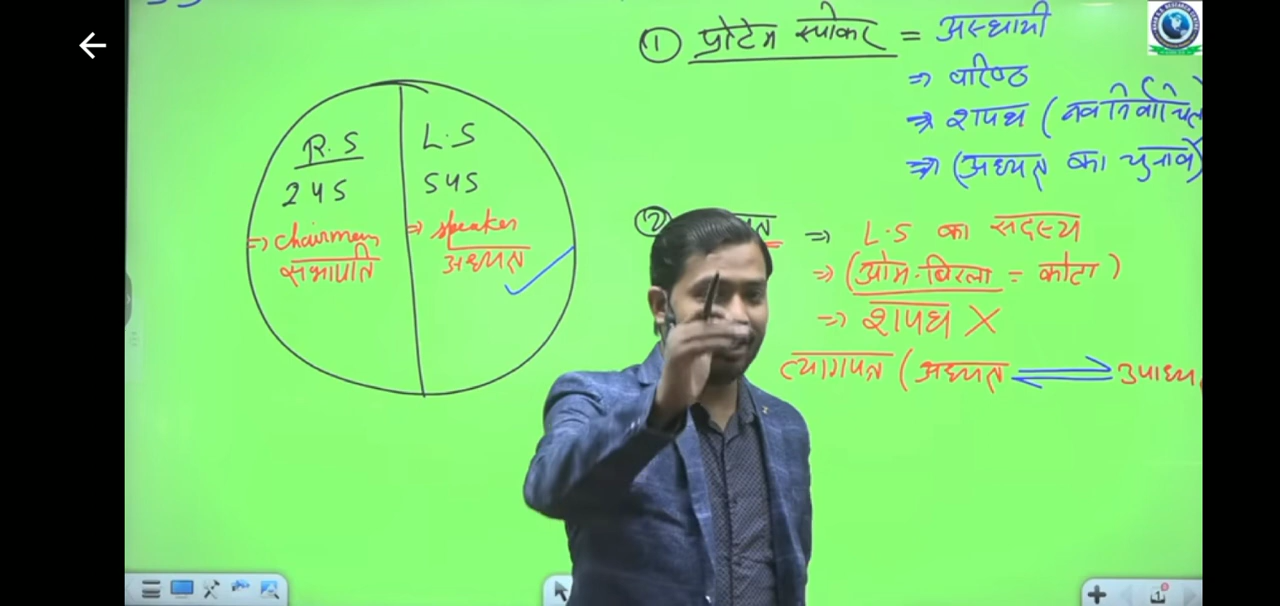 ① प्रोटेम स्पीकर = अस्थायी
⇒ वरिष्ठ
⇒ शपथ (नवनिर्वाचित
⇒ (अध्यक्ष का चुनाव)
R.S
245
⇒ chairman
सभापति
L.S
545
⇒ speaker
अध्यक्ष
② ⇒ L.S का सदस्य
⇒ (ओम बिरला = कोटा)
⇒ शपथ X
त्यागपत्र (अध्यक्ष ⇌ उपाध्यक्ष